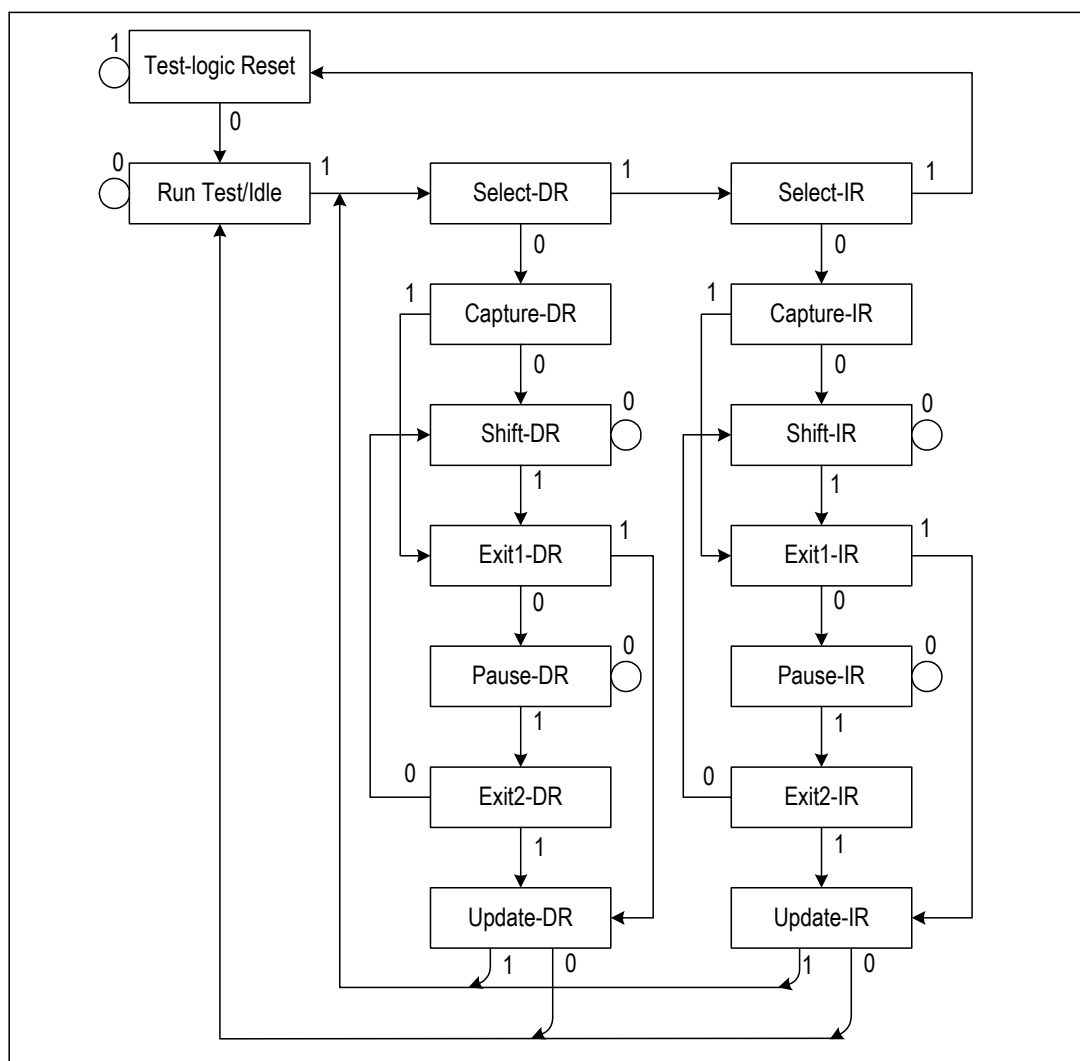 1
Test-logic Reset
0
0
Run Test/Idle
1
Select-DR
1
Select-IR
1
0
0
1
Capture-DR
1
Capture-IR
0
0
Shift-DR
0
Shift-IR
0
1
1
Exit1-DR
1
Exit1-IR
1
0
0
Pause-DR
0
Pause-IR
0
1
1
0
Exit2-DR
0
Exit2-IR
1
1
Update-DR
Update-IR
1
0
1
0